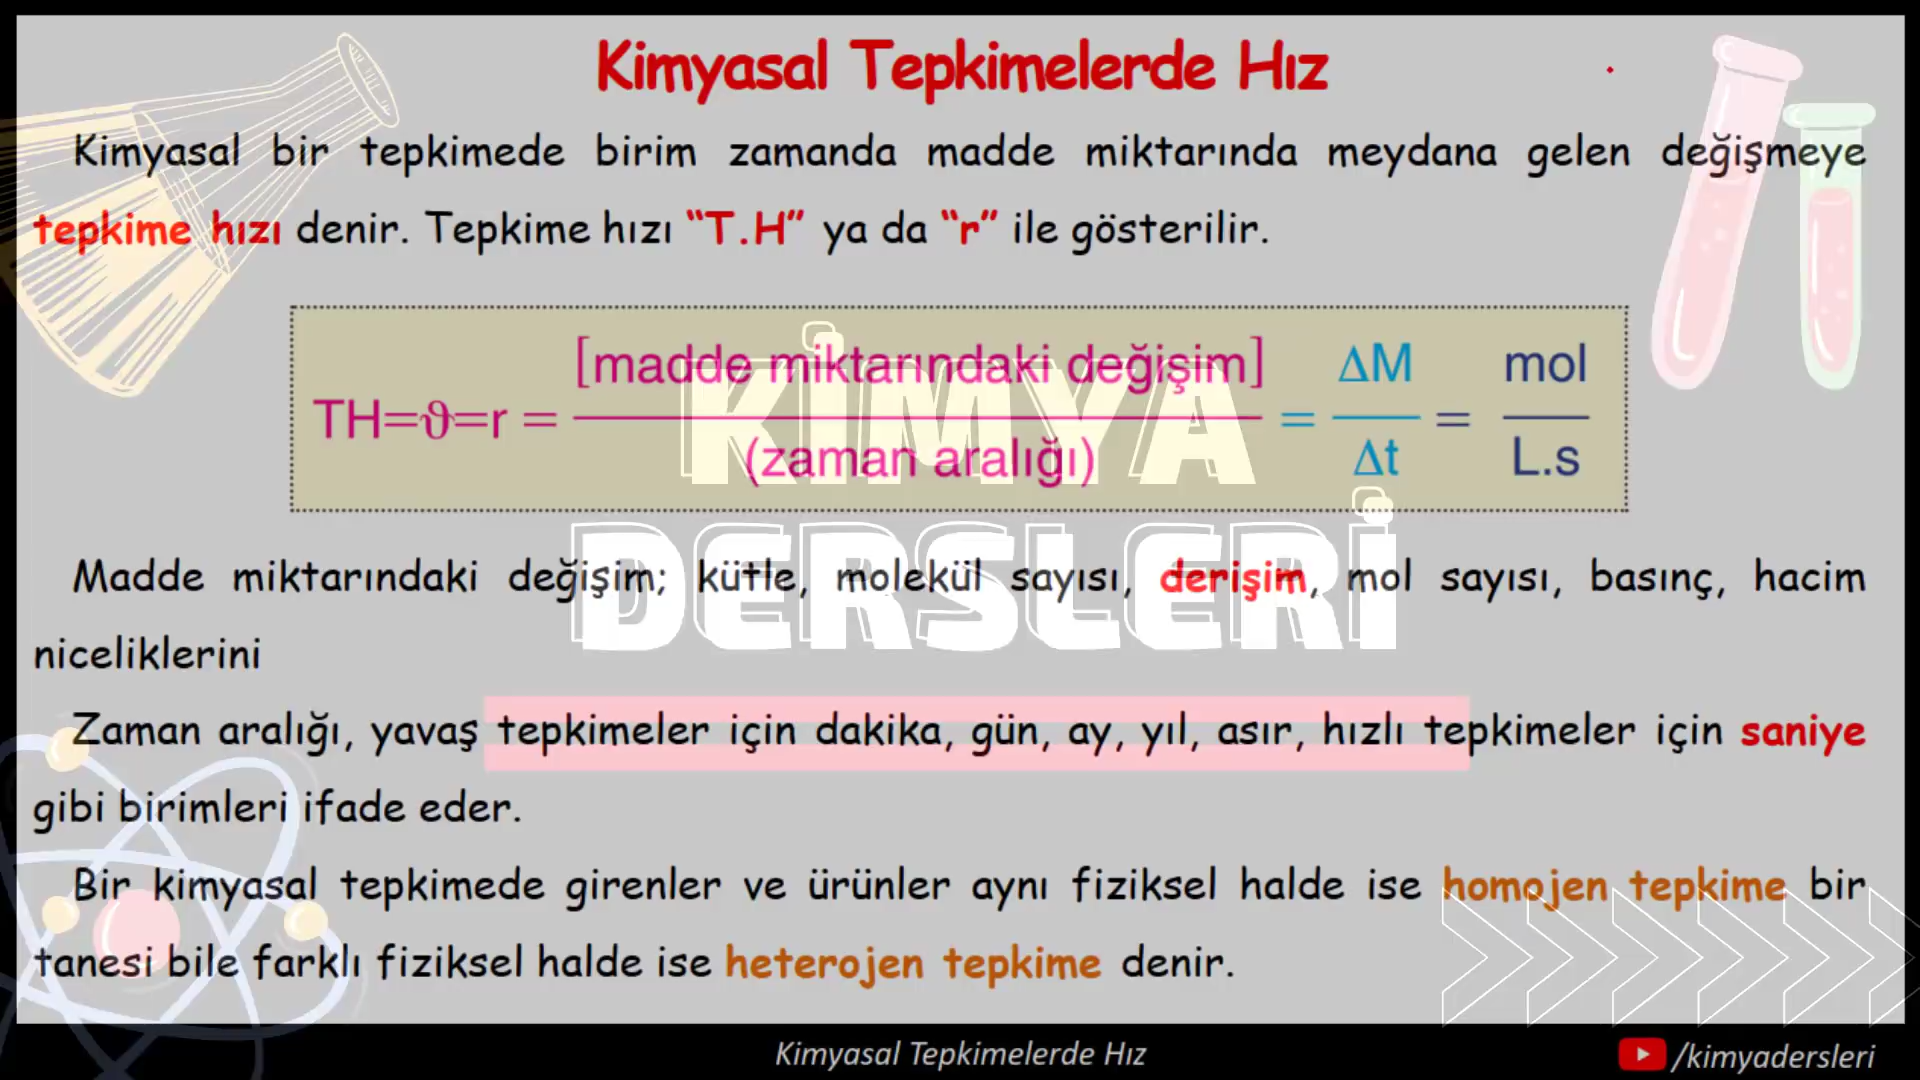 Kimyasal Tepkimelerde Hız
Kimyasal bir tepkimede birim zamanda madde miktarında meydana gelen değişmeye
tepkime hızı denir. Tepkime hızı “T.H” ya da “r” ile gösterilir.
TH=ϑ=r = [madde miktarındaki değişim] / (zaman aralığı) = ΔM / Δt = mol / L.s
KİMYA
DERSLERİ
Madde miktarındaki değişim; kütle, molekül sayısı, derişim, mol sayısı, basınç, hacim
niceliklerini
Zaman aralığı, yavaş tepkimeler için dakika, gün, ay, yıl, asır, hızlı tepkimeler için saniye
gibi birimleri ifade eder.
Bir kimyasal tepkimede girenler ve ürünler aynı fiziksel halde ise homojen tepkime bir
tanesi bile farklı fiziksel halde ise heterojen tepkime denir.
Kimyasal Tepkimelerde Hız
/kimyadersleri